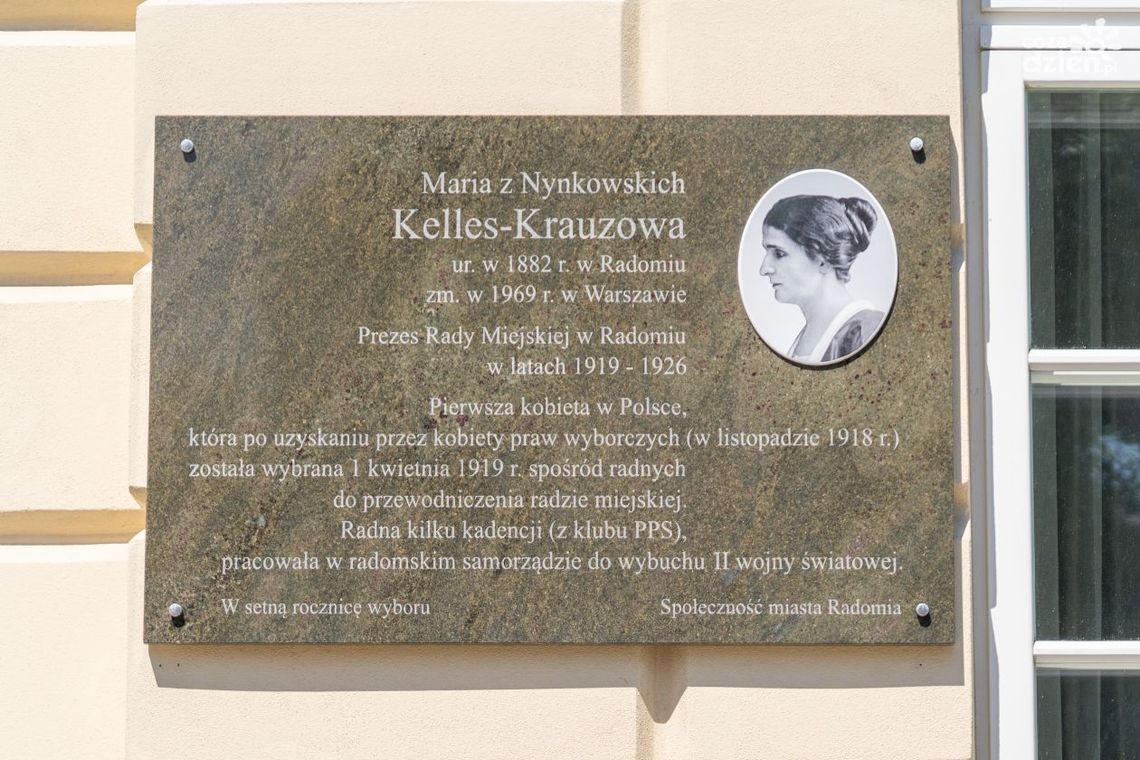 Maria z Nynkowskich
Kelles-Krauzowa
ur. w 1882 r. w Radomiu
zm. w 1969 r. w Warszawie
Prezes Rady Miejskiej w Radomiu
w latach 1919 - 1926
Pierwsza kobieta w Polsce,
która po uzyskaniu przez kobiety praw wyborczych (w listopadzie 1918 r.)
została wybrana 1 kwietnia 1919 r. spośród radnych
do przewodniczenia radzie miejskiej.
Radna kilku kadencji (z klubu PPS),
pracowała w radomskim samorządzie do wybuchu II wojny światowej.
W setną rocznicę wyboru
Społeczność miasta Radomia
coza
dzien.pl